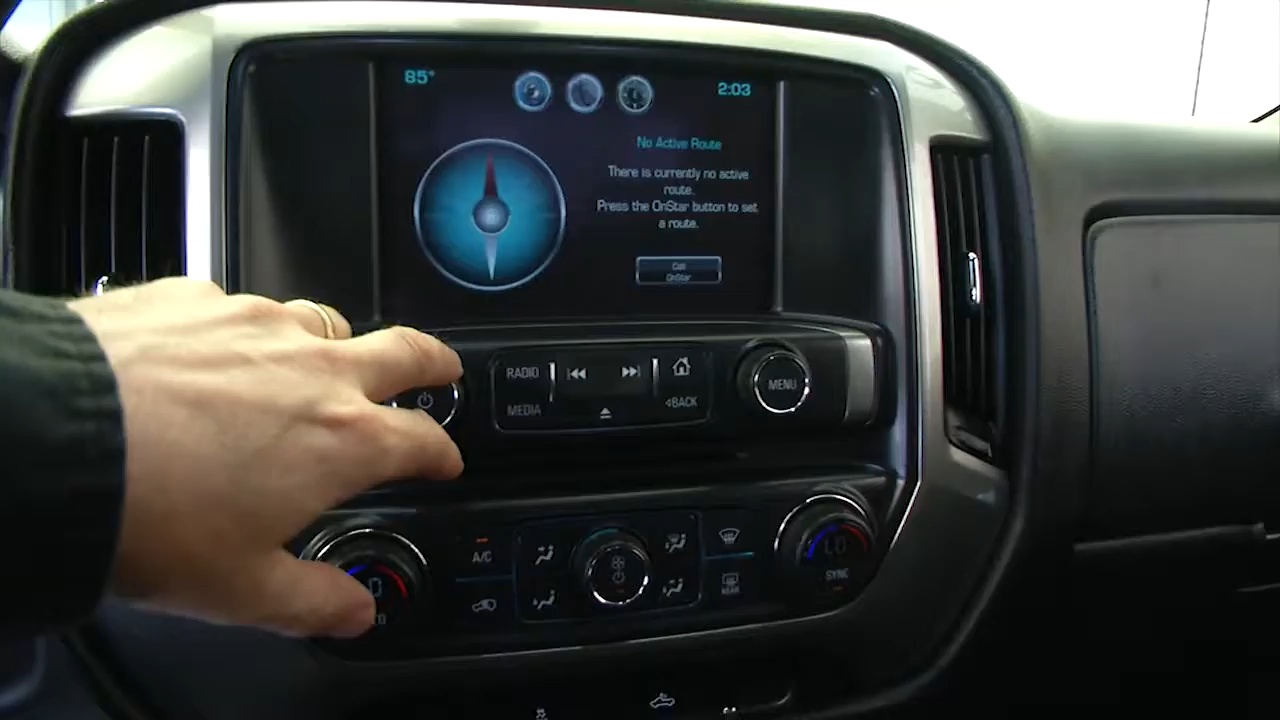 85°
2:03
No Active Route
There is currently no active
route.
Press the OnStar button to set
a route.
Call
OnStar
RADIO
MEDIA
◁BACK
MENU
A/C
REAR
LO
SYNC